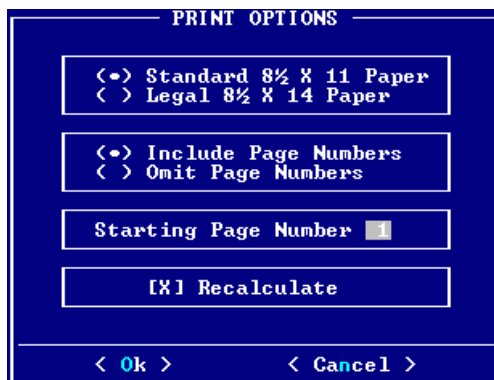 PRINT OPTIONS
(•) Standard 8½ X 11 Paper
( ) Legal 8½ X 14 Paper
(•) Include Page Numbers
( ) Omit Page Numbers
Starting Page Number 1
[X] Recalculate
< Ok > < Cancel >